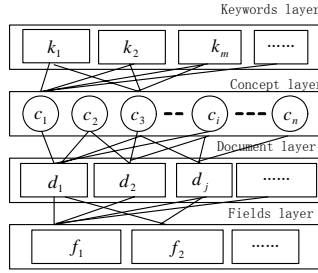 Keywords layer
k1 k2 km ......
Concept layer
c1 c2 c3 ci cn
Document layer
d1 d2 dj ......
Fields layer
f1 f2 ......